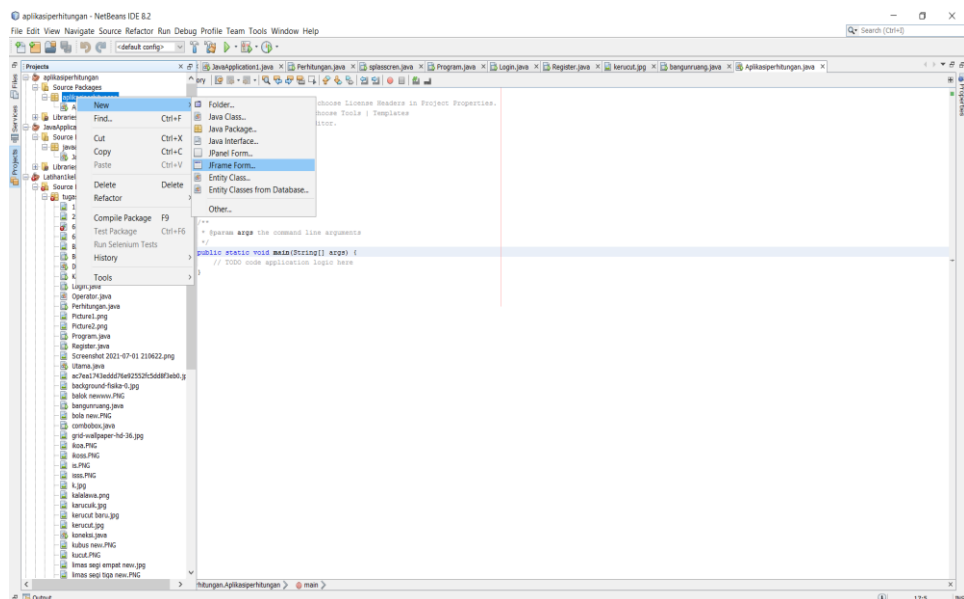 aplikasiperhitungan - NetBeans IDE 8.2
File Edit View Navigate Source Refactor Run Debug Profile Team Tools Window Help
Search (Ctrl+I)
<default config>
Projects
JavaApplication1.java
Perhitungan.java
splasscren.java
Program.java
Login.java
Register.java
kerucut.jpg
bangunruang.java
Aplikasiperhitungan.java
Files
Services
Projects
Properties
aplikasiperhitungan
Source Packages
Libraries
JavaApplica
Source
Libraries
Latihan1kel
Source
tugas
New
Find... Ctrl+F
Cut Ctrl+X
Copy Ctrl+C
Paste Ctrl+V
Delete Delete
Refactor
Compile Package F9
Test Package Ctrl+F6
Run Selenium Tests
History
Tools
Folder...
Java Class...
Java Package...
Java Interface...
JPanel Form...
JFrame Form...
Entity Class...
Entity Classes from Database...
Other...
choose License Headers in Project Properties.
hoose Tools | Templates
itor.
/**
* @param args the command line arguments
*/
public static void main(String[] args) {
// TODO code application logic here
}
Login.java
Operator.java
Perhitungan.java
Picture1.png
Picture2.png
Program.java
Register.java
Screenshot 2021-07-01 210622.png
Utama.java
ac7ea1743eddd76e92552fc5dd8f3eb0.jp
background-fisika-0.jpg
balok newww.PNG
bangunruang.java
bola new.PNG
combobox.java
grid-wallpaper-hd-36.jpg
ikoa.PNG
ikoss.PNG
is.PNG
isss.PNG
k.jpg
kalalawa.png
karucuik.jpg
kerucut baru.jpg
kerucut.jpg
koneksi.java
kubus new.PNG
kucut.PNG
limas segi empat new.jpg
limas segi tiga new.PNG
rhitungan.Aplikasiperhitungan
main
Output
17:5
INS